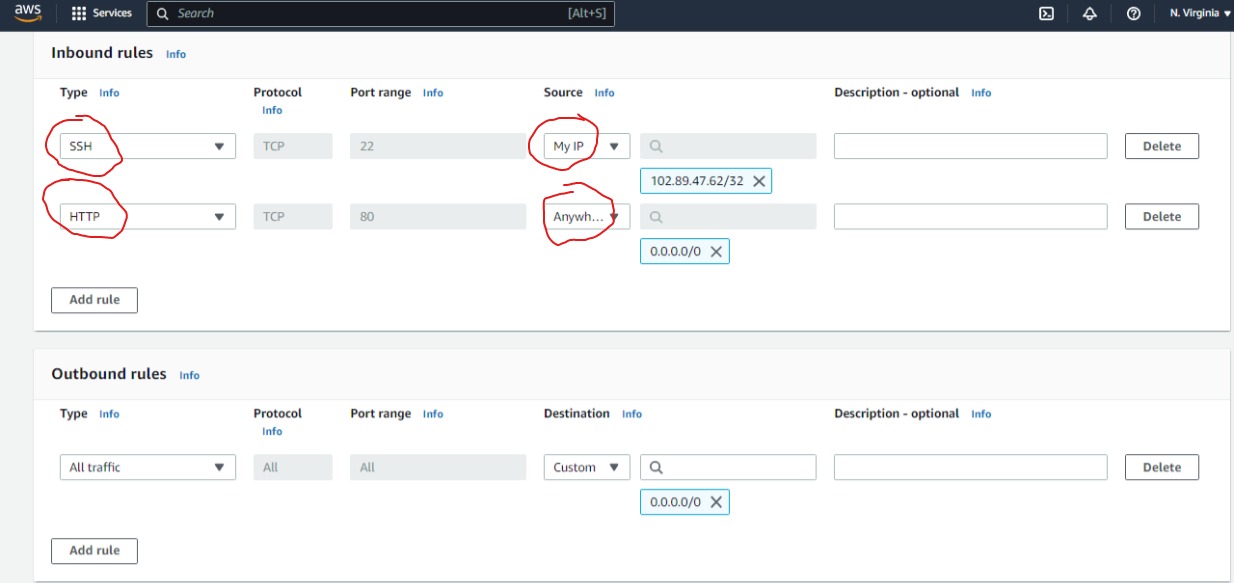 aws Services Search [Alt+S] N. Virginia
Inbound rules Info
Type Info Protocol Info Port range Info Source Info Description - optional Info
SSH TCP 22 My IP Delete
102.89.47.62/32
HTTP TCP 80 Anywh... Delete
0.0.0.0/0
Add rule
Outbound rules Info
Type Info Protocol Info Port range Info Destination Info Description - optional Info
All traffic All All Custom Delete
0.0.0.0/0
Add rule